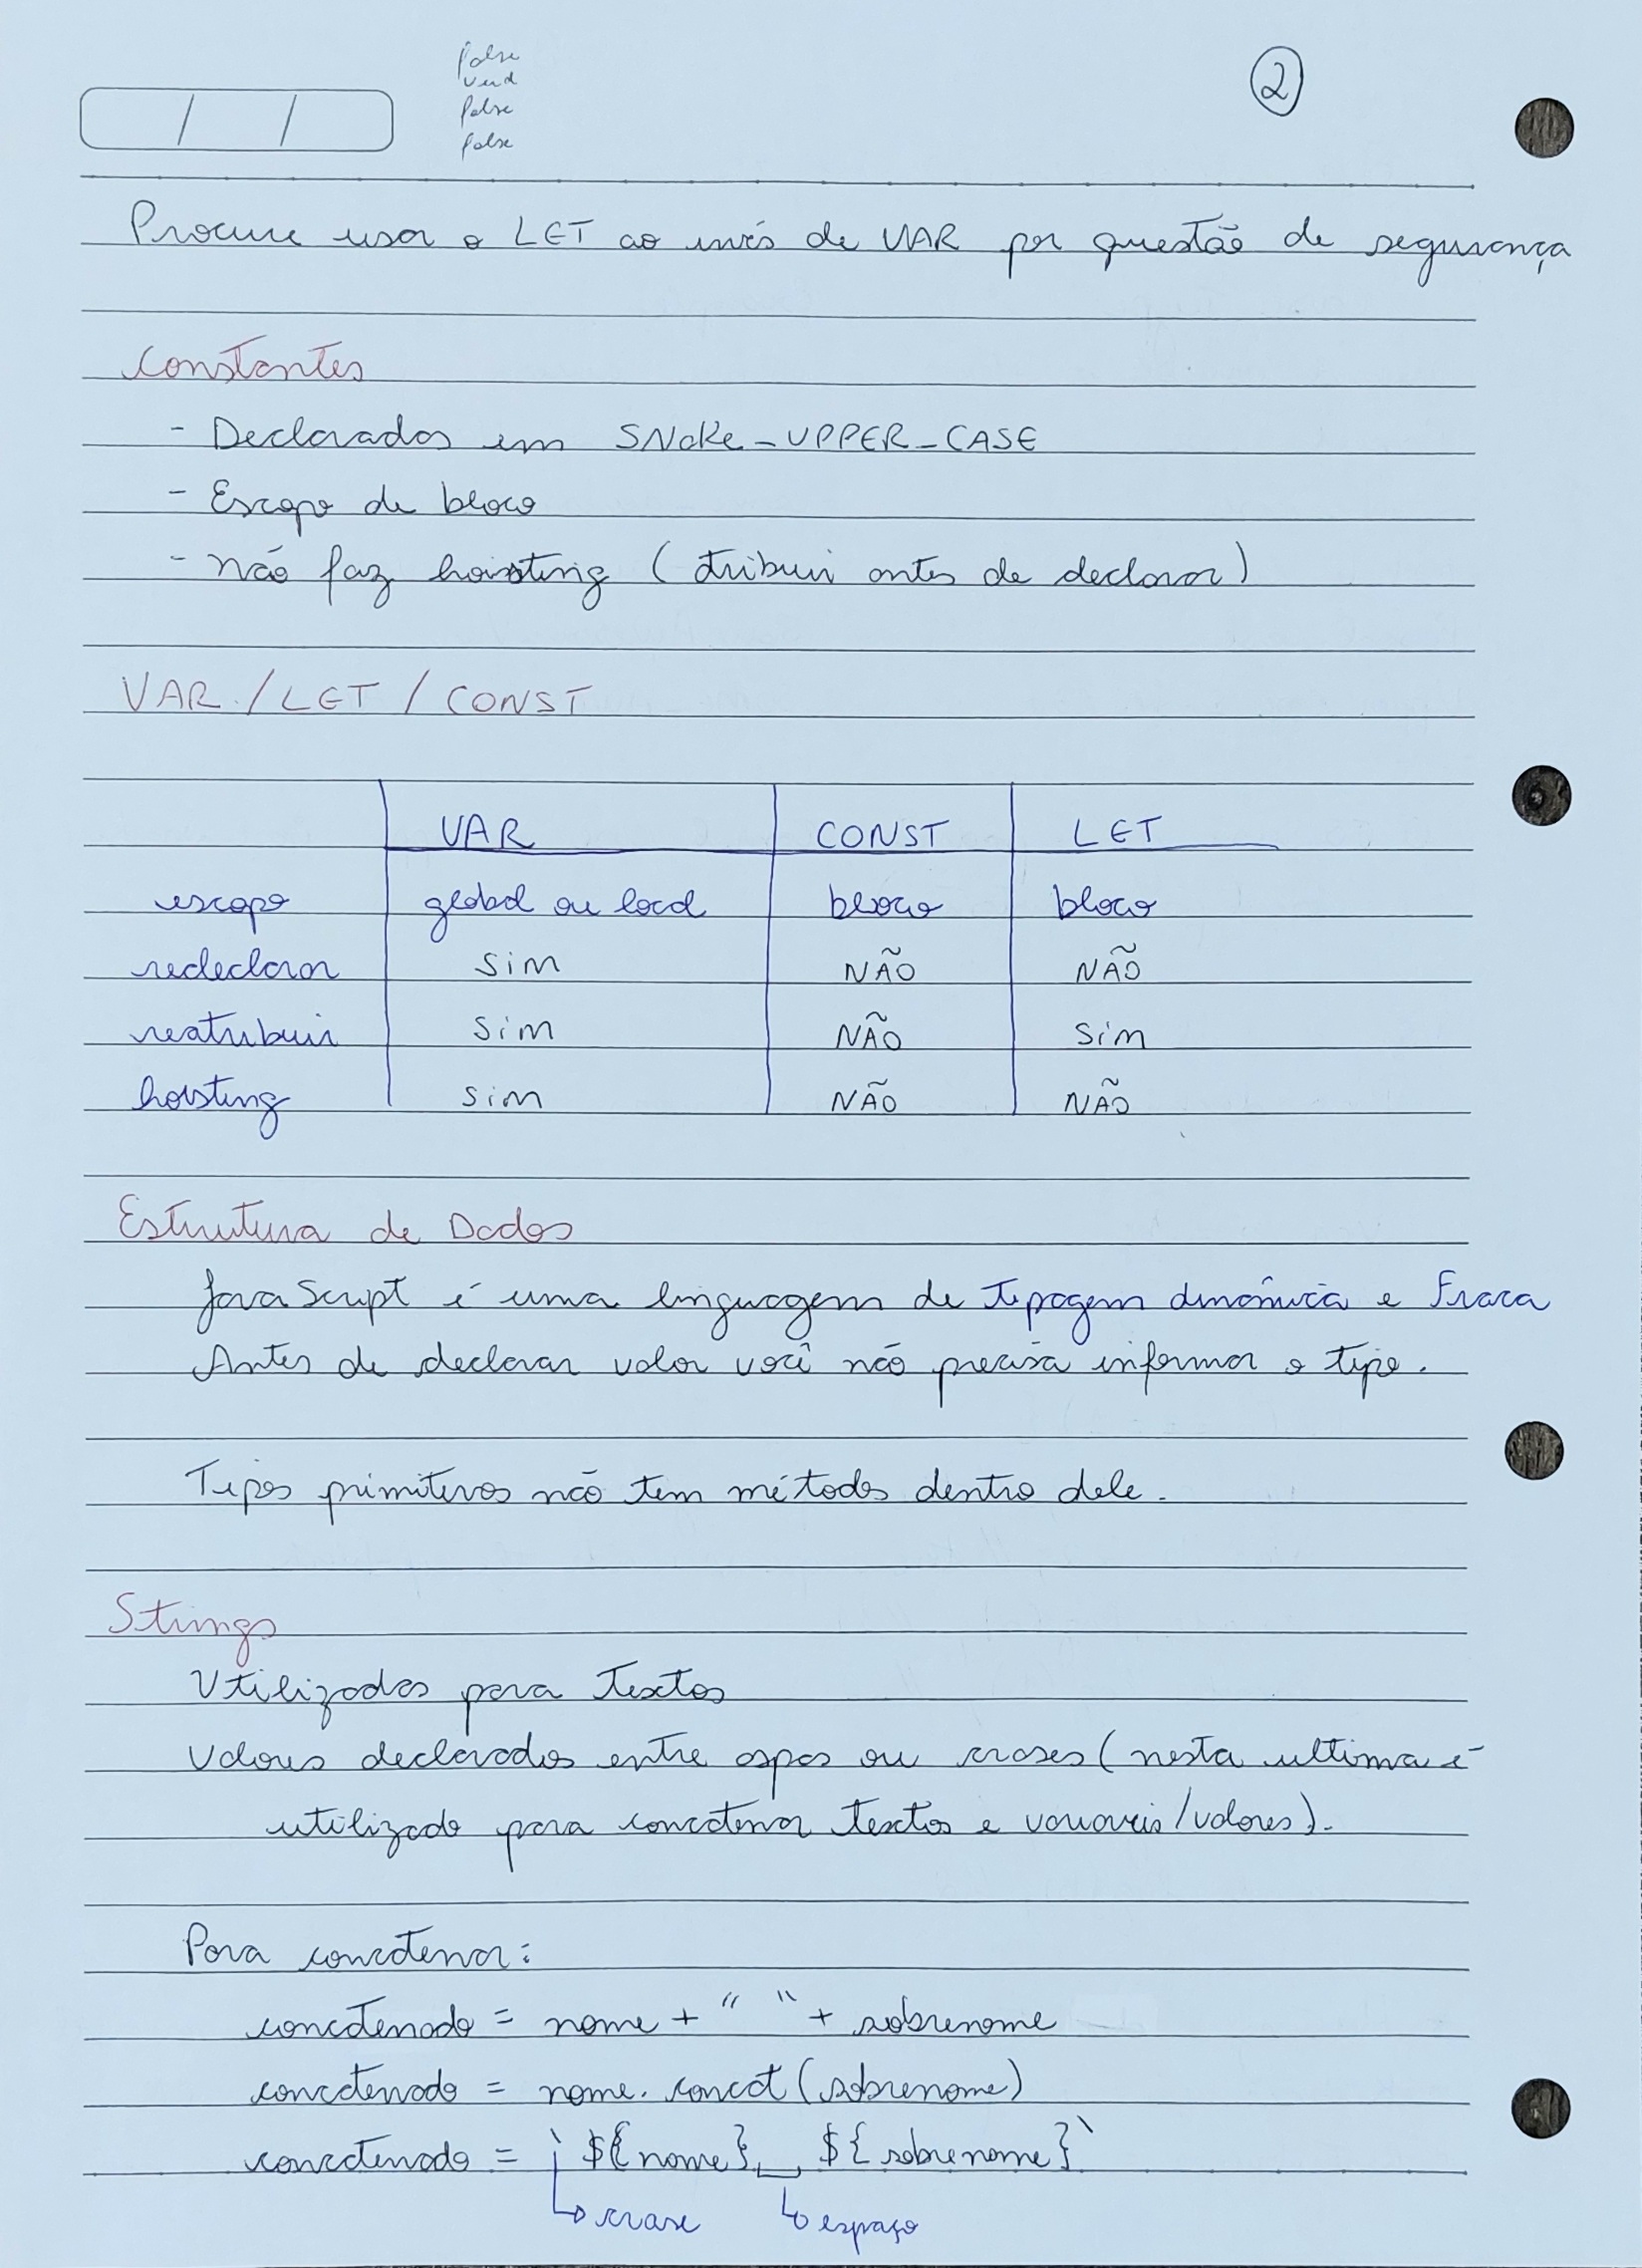 false
verd
false
false
2
Procure usar o LET ao invés de VAR por questão de segurança
Constantes
- Declarados em SNaKe_UPPER_CASE
- Escopo de bloco
- não faz hoisting (atribuir antes de declarar)
VAR / LET / CONST
VAR CONST LET
escopo global ou local bloco bloco
redeclarar Sim NÃO NÃO
reatribuir Sim NÃO Sim
hoisting Sim NÃO NÃO
Estrutura de Dados
JavaScript é uma linguagem de tipagem dinâmica e Fraca
Antes de declarar valor você não precisa informar o tipo.
Tipos primitivos não tem métodos dentro dele.
Strings
Utilizados para textos
Valores declarados entre aspas ou crases (nesta ultima é
utilizado para concatenar textos e variaveis/valores).
Para concatenar:
concatenado = nome + " " + sobrenome
concatenado = nome.concat(sobrenome)
concatenado = `${nome} ${sobrenome}`
crase espaço